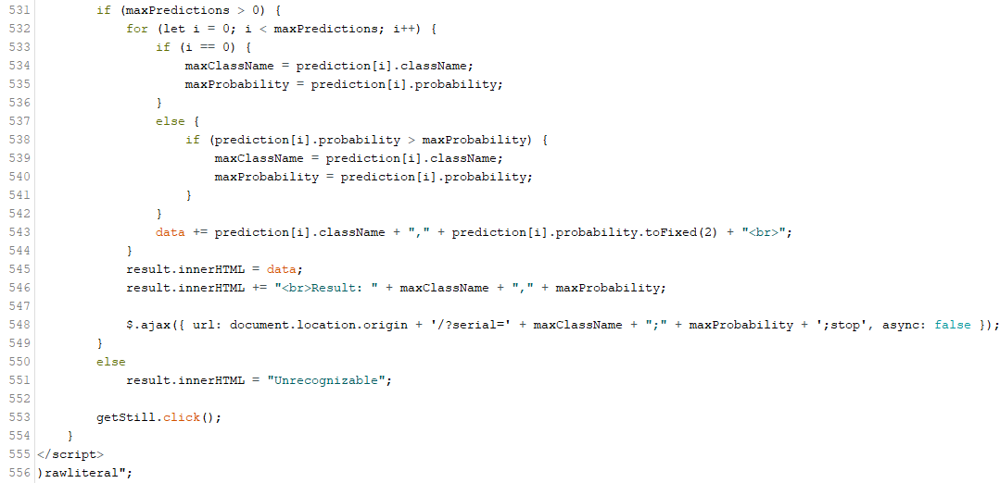 531 if (maxPredictions > 0) {
532 for (let i = 0; i < maxPredictions; i++) {
533 if (i == 0) {
534 maxClassName = prediction[i].className;
535 maxProbability = prediction[i].probability;
536 }
537 else {
538 if (prediction[i].probability > maxProbability) {
539 maxClassName = prediction[i].className;
540 maxProbability = prediction[i].probability;
541 }
542 }
543 data += prediction[i].className + "," + prediction[i].probability.toFixed(2) + "<br>";
544 }
545 result.innerHTML = data;
546 result.innerHTML += "<br>Result: " + maxClassName + "," + maxProbability;
547
548 $.ajax({ url: document.location.origin + '/?serial=' + maxClassName + ";" + maxProbability + ';stop', async: false });
549 }
550 else
551 result.innerHTML = "Unrecognizable";
552
553 getStill.click();
554 }
555 </script>
556 )rawliteral";